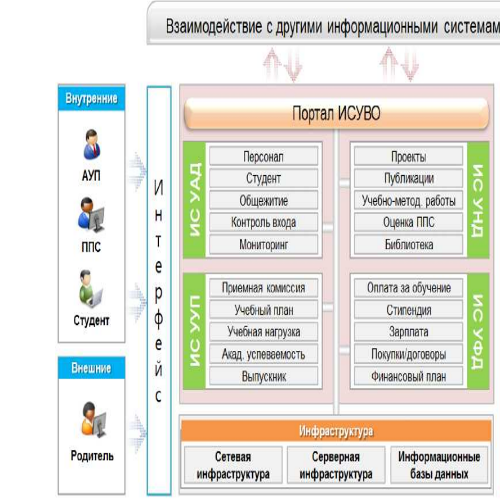 Взаимодействие с другими информационными системам
Внутренние
АУП
ППС
Студент
Внешние
Родитель
Интерфейс
Портал ИСУВО
ИС УАД
Персонал
Студент
Общежитие
Контроль входа
Мониторинг
Проекты
Публикации
Учебно-метод. работы
Оценка ППС
Библиотека
ИС УНД
ИС УУП
Приемная комиссия
Учебный план
Учебная нагрузка
Акад. успеваемость
Выпускник
Оплата за обучение
Стипендия
Зарплата
Покупки/договоры
Финансовый план
ИС УФД
Инфраструктура
Сетевая
инфраструктура
Серверная
инфраструктура
Информационные
базы данных